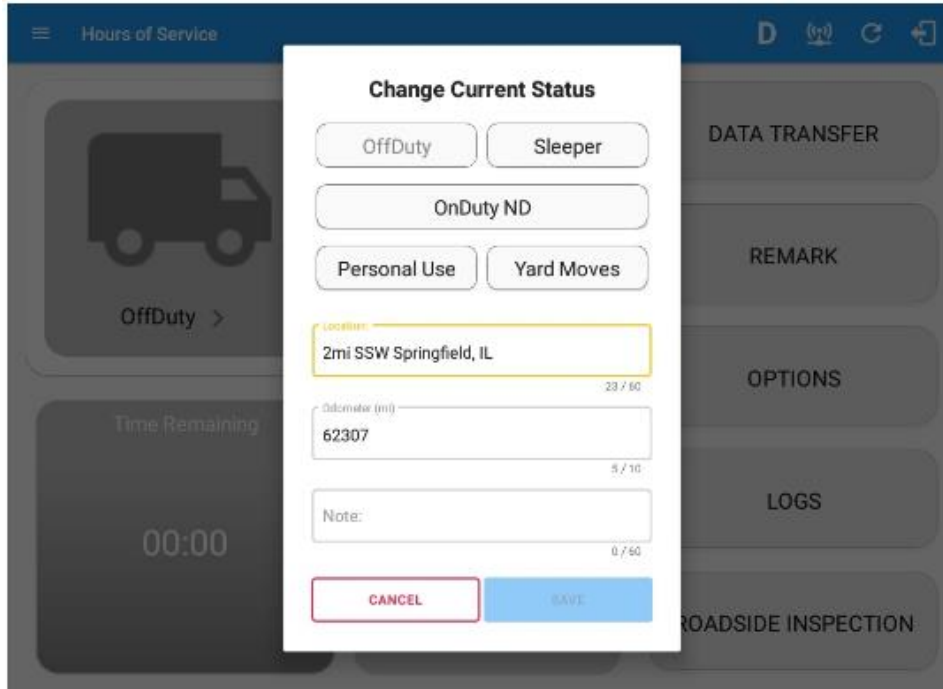 Hours of Service
D
Change Current Status
OffDuty
Sleeper
OnDuty ND
Personal Use
Yard Moves
Location:
2mi SSW Springfield, IL
23 / 60
Odometer (mi)
62307
5 / 10
Note:
0 / 60
CANCEL
SAVE
OffDuty >
Time Remaining
00:00
DATA TRANSFER
REMARK
OPTIONS
LOGS
ROADSIDE INSPECTION